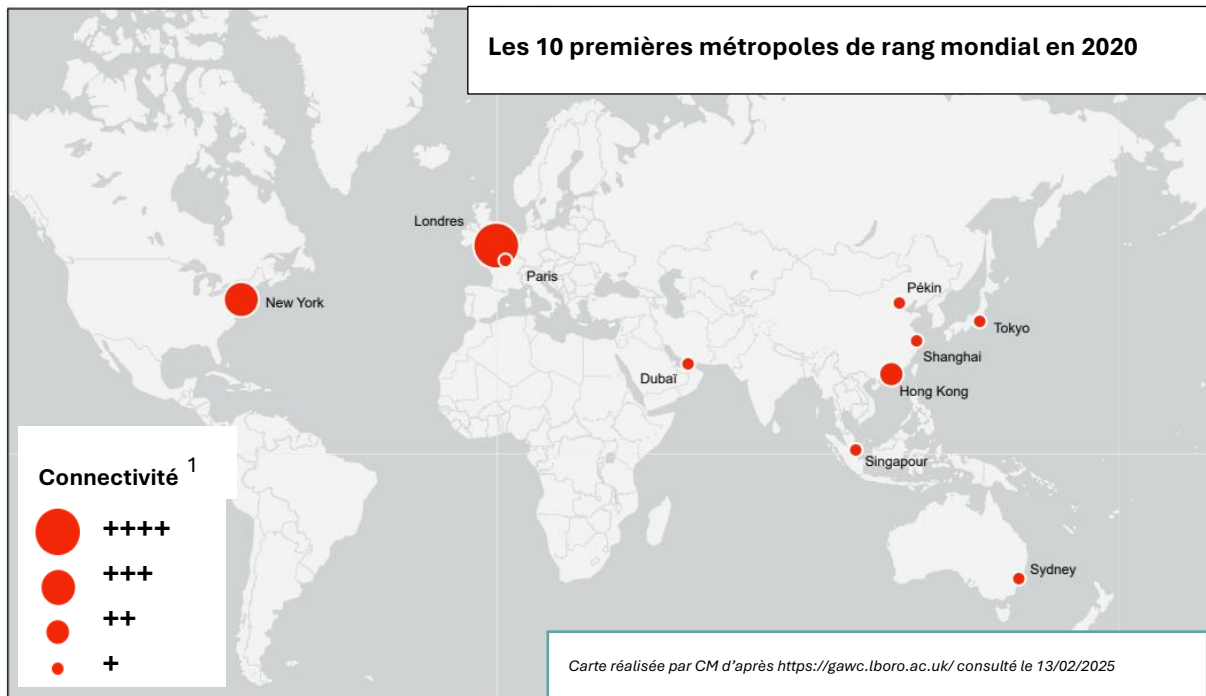 Les 10 premières métropoles de rang mondial en 2020
Londres
Paris
New York
Pékin
Tokyo
Shanghai
Dubaï
Hong Kong
Singapour
Sydney
Connectivité 1
++++
+++
++
+
Carte réalisée par CM d'après https://gawc.lboro.ac.uk/ consulté le 13/02/2025